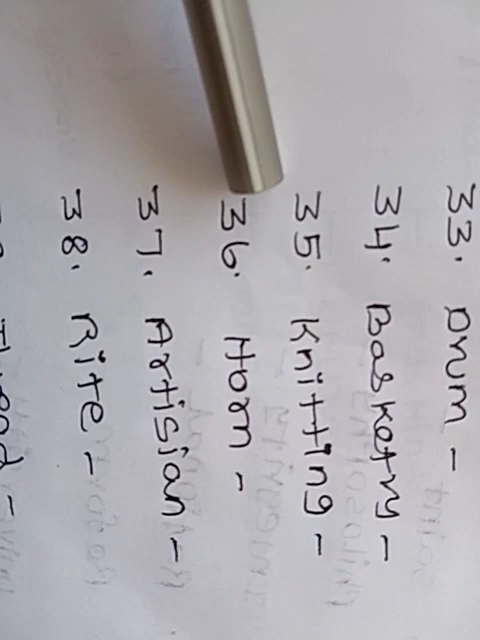 33. Drum -
34. Basketry -
35. Knitting -
36. Horn -
37. Artisian -
38. Rite -